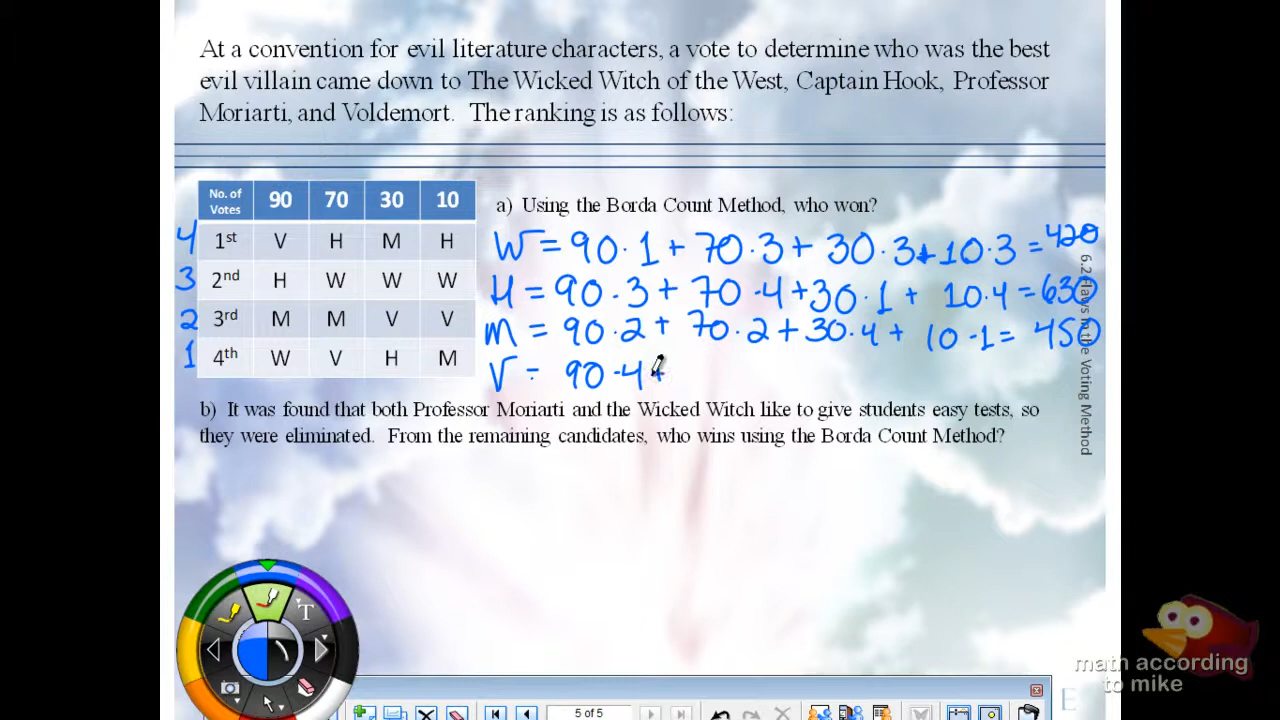 At a convention for evil literature characters, a vote to determine who was the best
evil villain came down to The Wicked Witch of the West, Captain Hook, Professor
Moriarti, and Voldemort. The ranking is as follows:
No. of Votes 90 70 30 10
4 1st V H M H
3 2nd H W W W
2 3rd M M V V
1 4th W V H M
a) Using the Borda Count Method, who won?
W = 90·1 + 70·3 + 30·3 + 10·3 = 420
H = 90·3 + 70·4 + 30·1 + 10·4 = 630
M = 90·2 + 70·2 + 30·4 + 10·1 = 450
V = 90·4 +
b) It was found that both Professor Moriarti and the Wicked Witch like to give students easy tests, so
they were eliminated. From the remaining candidates, who wins using the Borda Count Method?
6.2 Flaws in the Voting Method
T
5 of 5
E
math according
to mike